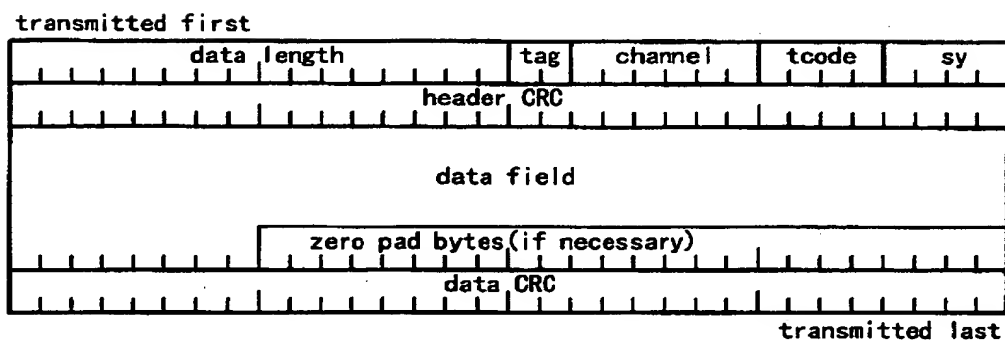 transmitted first
data length tag channel tcode sy
header CRC
data field
zero pad bytes(if necessary)
data CRC
transmitted last